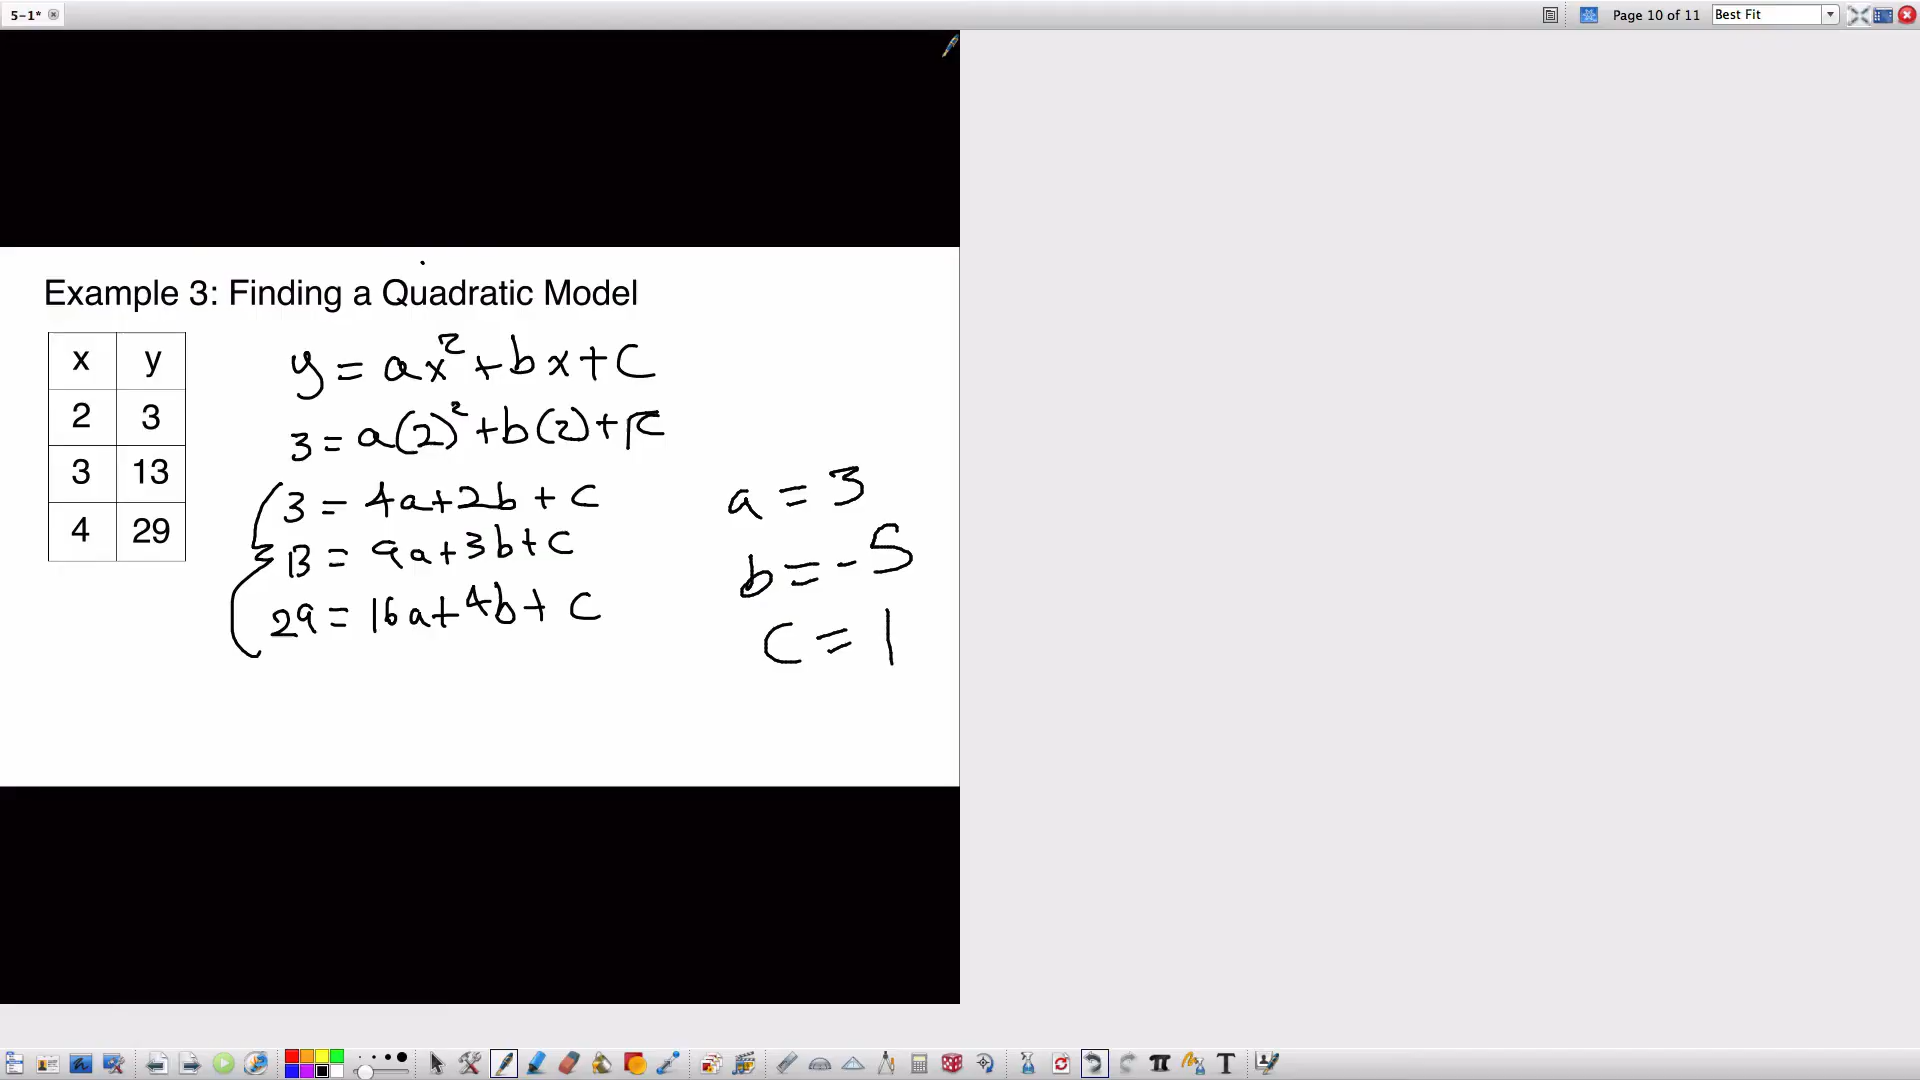 5-1*
Page 10 of 11
Best Fit
Example 3: Finding a Quadratic Model
x y
2 3
3 13
4 29
y = ax² + bx + c
3 = a(2)² + b(2) + c
3 = 4a + 2b + c
13 = 9a + 3b + c
29 = 16a + 4b + c
a = 3
b = -5
c = 1